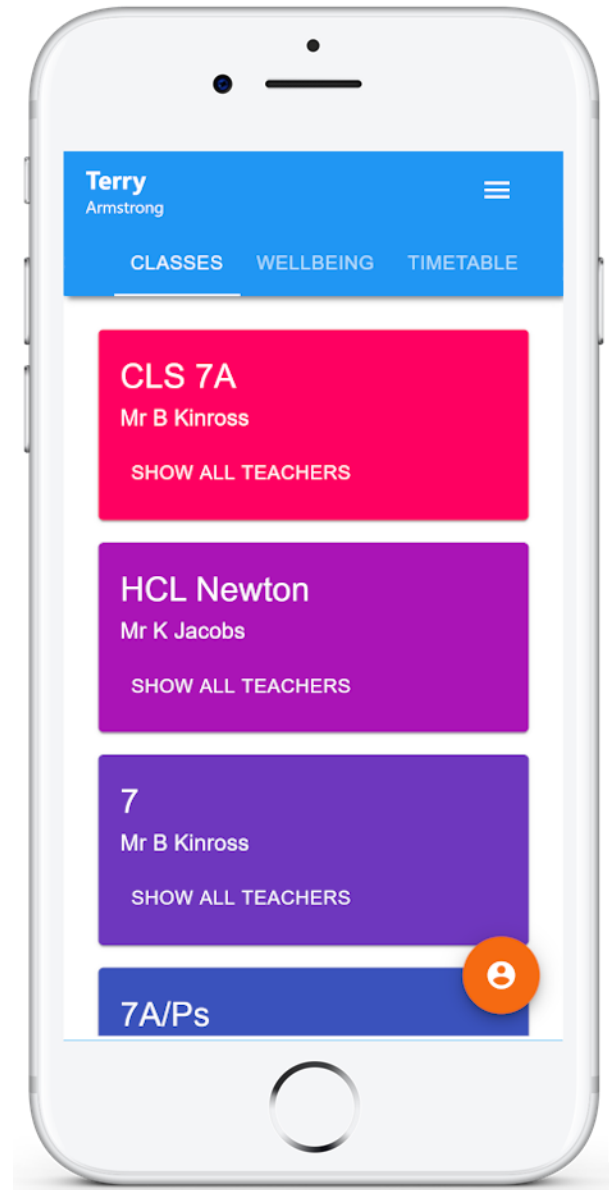 Terry
Armstrong
CLASSES WELLBEING TIMETABLE
CLS 7A
Mr B Kinross
SHOW ALL TEACHERS
HCL Newton
Mr K Jacobs
SHOW ALL TEACHERS
7
Mr B Kinross
SHOW ALL TEACHERS
7A/Ps